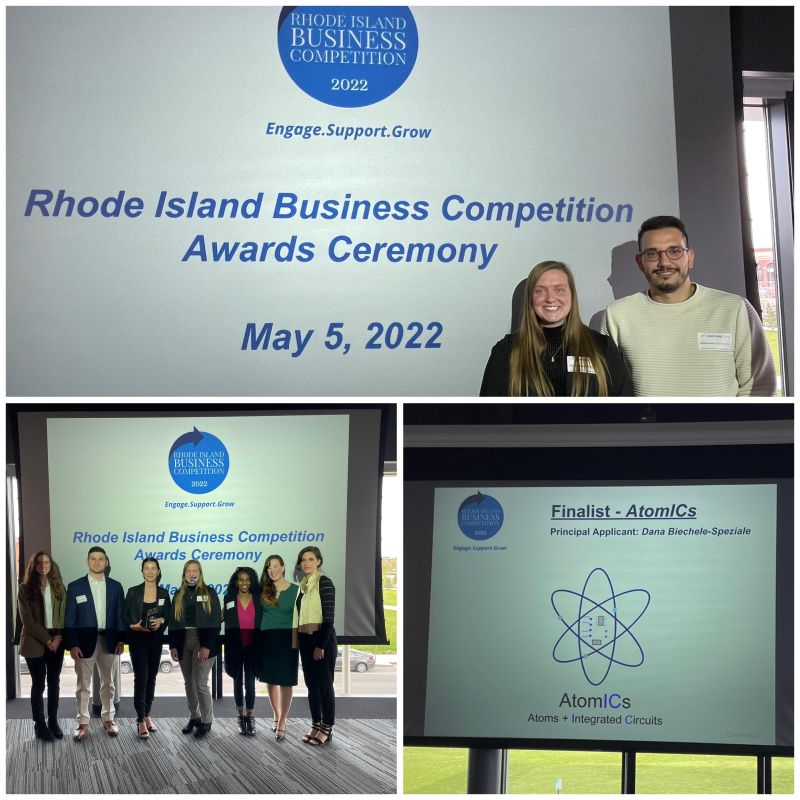 RHODE ISLAND
BUSINESS
COMPETITION
2022
Engage.Support.Grow
Rhode Island Business Competition
Awards Ceremony
May 5, 2022
RHODE ISLAND
BUSINESS
COMPETITION
2022
Engage.Support.Grow
Rhode Island Business Competition
Awards Ceremony
RHODE ISLAND
BUSINESS
COMPETITION
2022
Engage.Support.Grow
Finalist - AtomICs
Principal Applicant: Dana Biechele-Speziale
AtomICs
Atoms + Integrated Circuits
Confidential